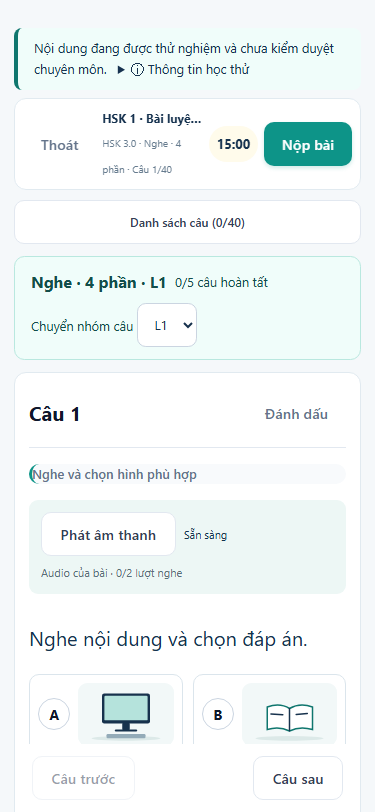 Nội dung đang được thử nghiệm và chưa kiểm duyệt
chuyên môn. ▶ ⓘ Thông tin học thử
Thoát
HSK 1 · Bài luyệ...
HSK 3.0 · Nghe · 4
phần · Câu 1/40
15:00
Nộp bài
Danh sách câu (0/40)
Nghe · 4 phần · L1 0/5 câu hoàn tất
Chuyển nhóm câu L1
Câu 1
Đánh dấu
Nghe và chọn hình phù hợp
Phát âm thanh
Sẵn sàng
Audio của bài · 0/2 lượt nghe
Nghe nội dung và chọn đáp án.
A
B
Câu trước
Câu sau